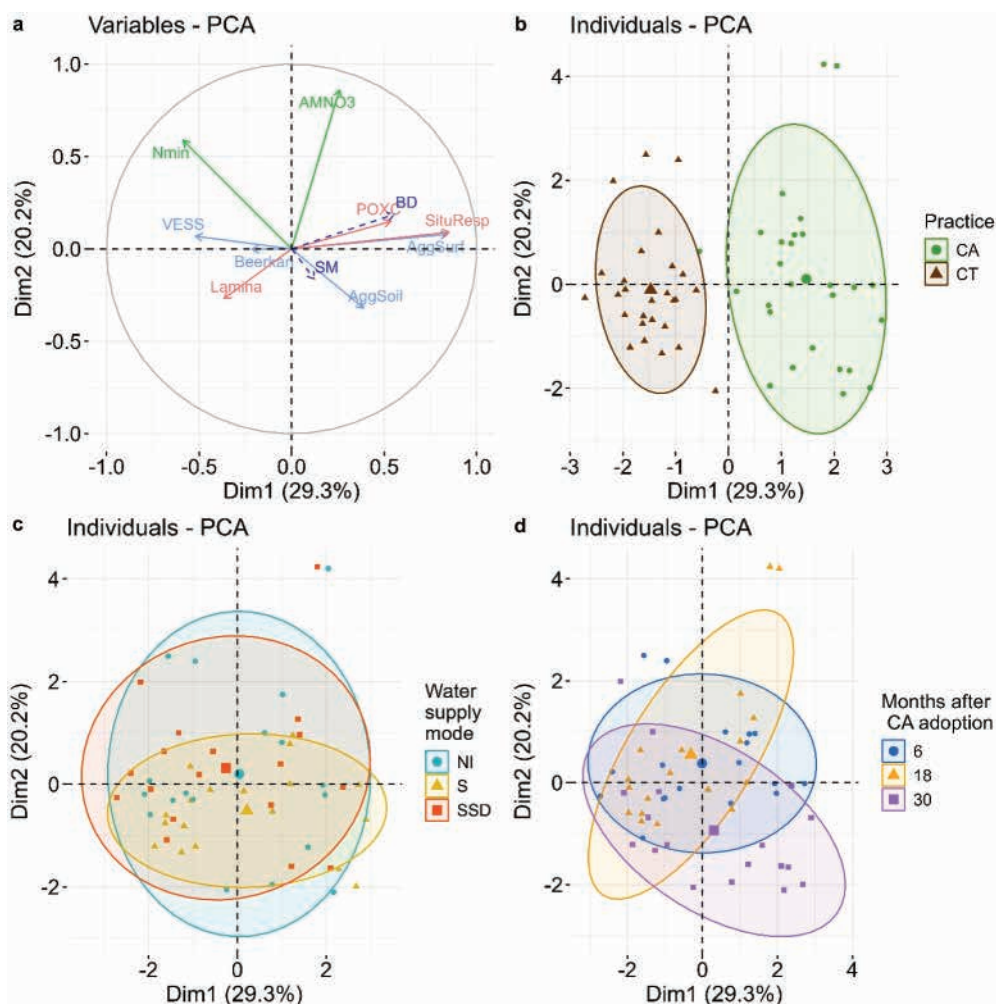 a Variables - PCA
1.0
0.5
0.0
-0.5
-1.0
Dim2 (20.2%)
AMNO3
Nmin
BD
POXC
SituResp
VESS
AggSurf
Beerkan
SM
Lamina
AggSoil
-1.0 -0.5 0.0 0.5 1.0
Dim1 (29.3%)
b Individuals - PCA
4
2
0
-2
Dim2 (20.2%)
-3 -2 -1 0 1 2 3
Dim1 (29.3%)
Practice
CA
CT
c Individuals - PCA
4
2
0
-2
Dim2 (20.2%)
-2 0 2
Dim1 (29.3%)
Water
supply
mode
NI
S
SSD
d Individuals - PCA
4
2
0
-2
Dim2 (20.2%)
-2 0 2 4
Dim1 (29.3%)
Months after
CA adoption
6
18
30